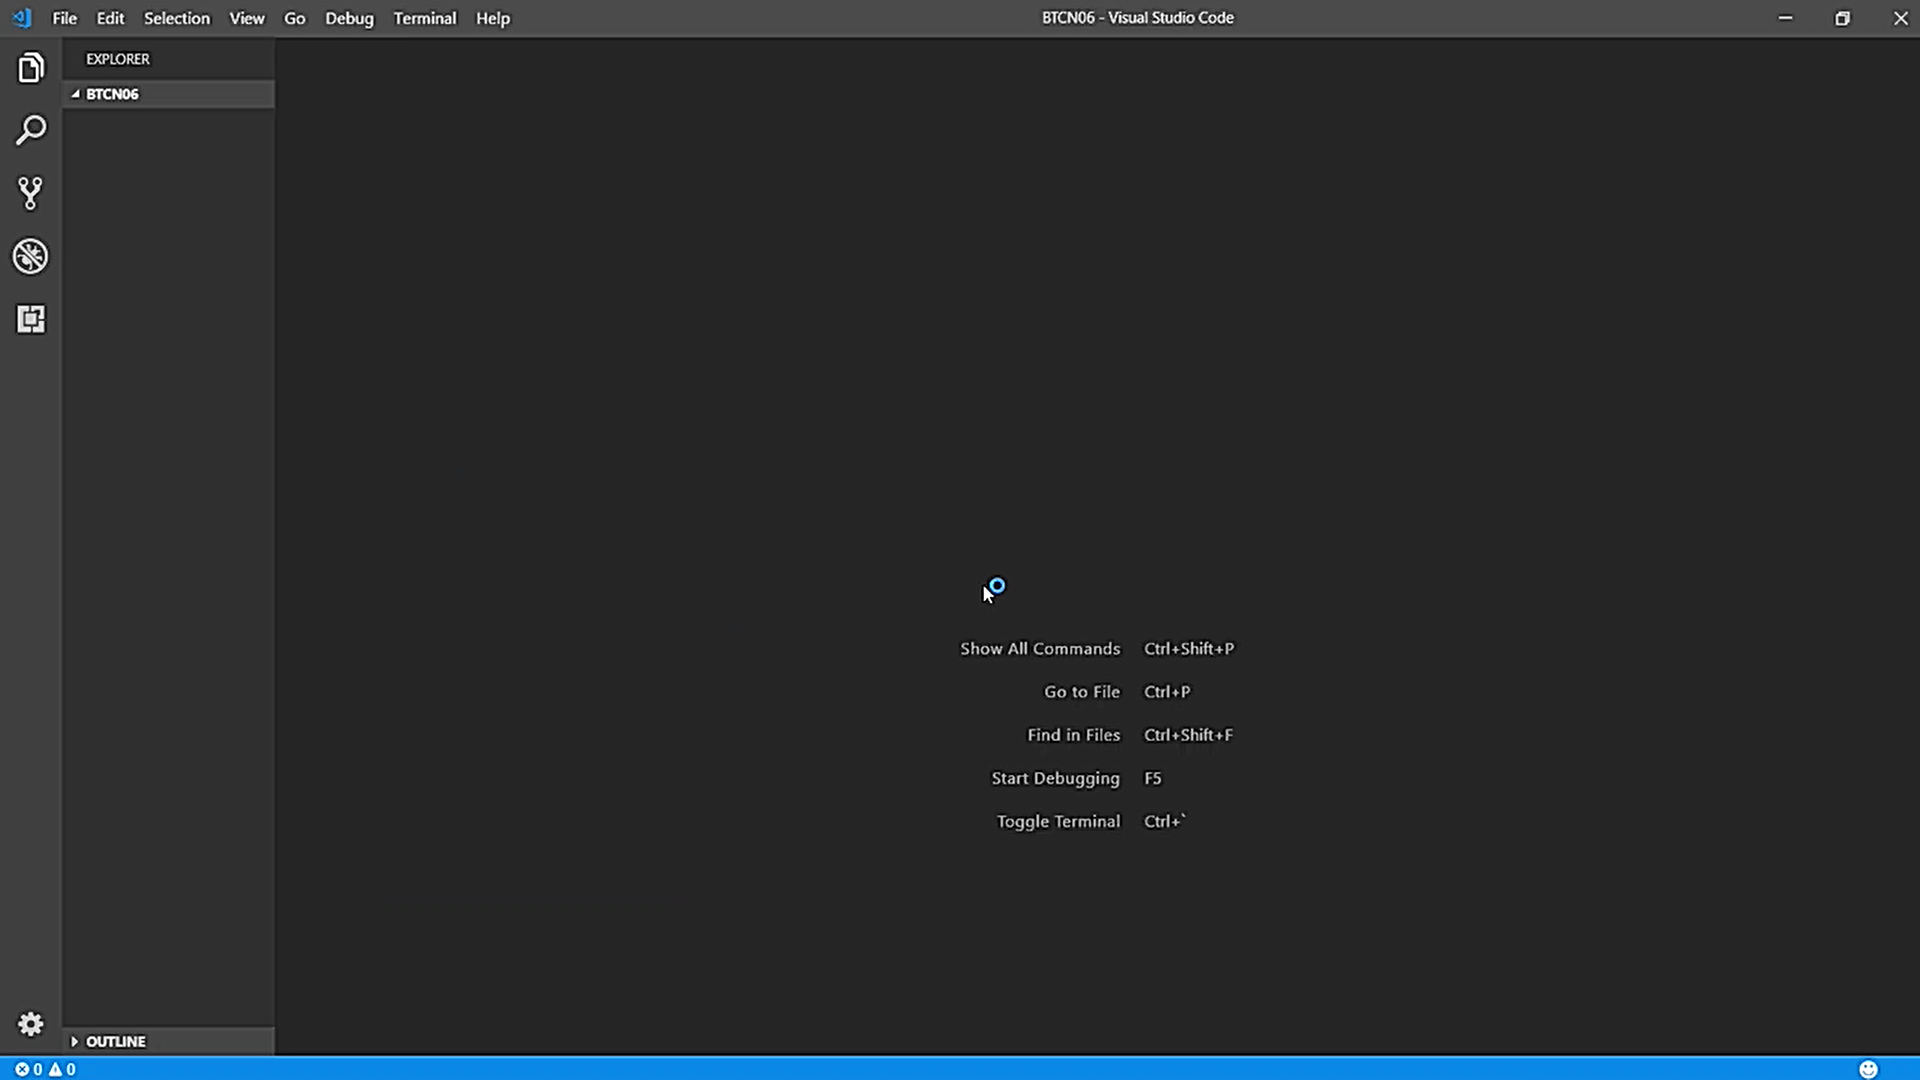 File Edit Selection View Go Debug Terminal Help
BTCN06 - Visual Studio Code
EXPLORER
BTCN06
Show All Commands Ctrl+Shift+P
Go to File Ctrl+P
Find in Files Ctrl+Shift+F
Start Debugging F5
Toggle Terminal Ctrl+`
OUTLINE
0 0